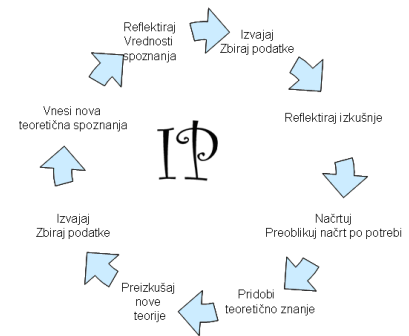 Reflektiraj
Vrednosti
spoznanja
Izvajaj
Zbiraj podatke
Reflektiraj izkušnje
Načrtuj
Preoblikuj načrt po potrebi
Pridobi
teoretično znanje
Preizkušaj
nove
teorije
Izvajaj
Zbiraj podatke
Vnesi nova
teoretična spoznanja
IP